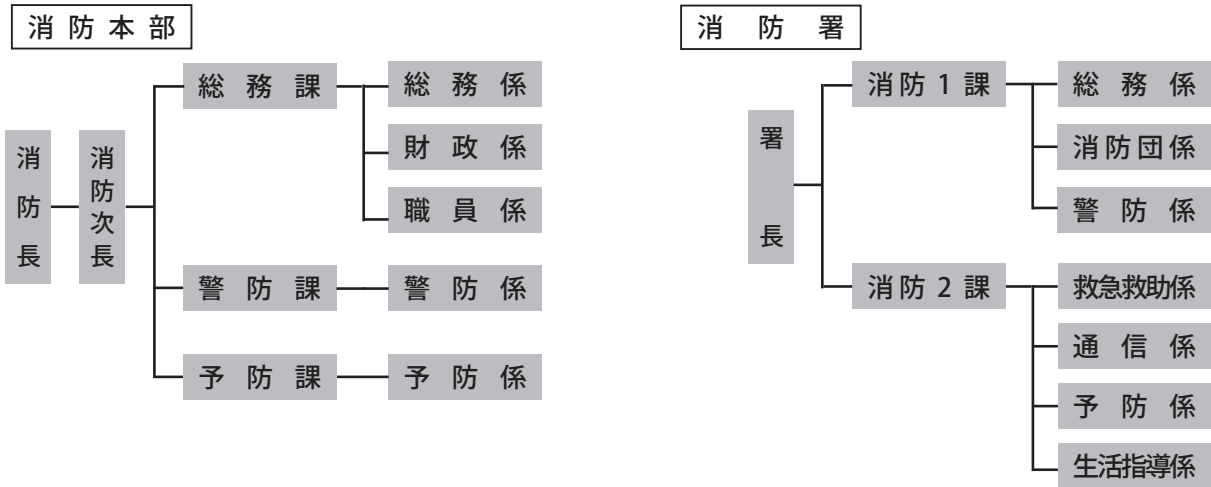 消防本部
消防長
消防次長
総務課
総務係
財政係
職員係
警防課
警防係
予防課
予防係
消防署
署長
消防1課
総務係
消防団係
警防係
消防2課
救急救助係
通信係
予防係
生活指導係